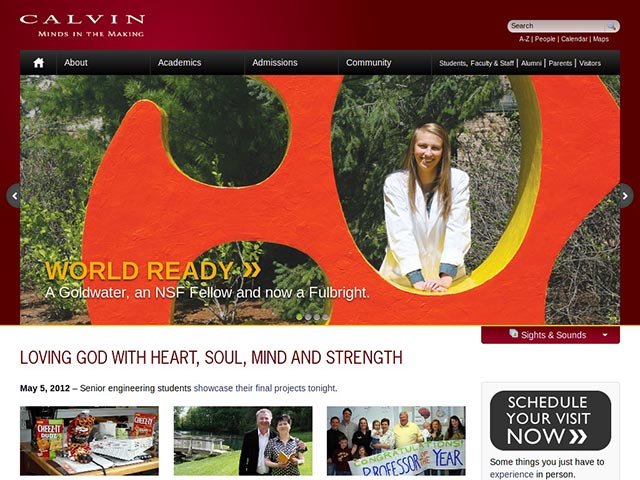 CALVIN
MINDS IN THE MAKING
Search
A-Z | People | Calendar | Maps
About
Academics
Admissions
Community
Students, Faculty & Staff | Alumni | Parents | Visitors
WORLD READY »
A Goldwater, an NSF Fellow and now a Fulbright.
Sights & Sounds
LOVING GOD WITH HEART, SOUL, MIND AND STRENGTH
May 5, 2012 – Senior engineering students showcase their final projects tonight.
CHEEZ-IT
CHEEZ-IT
CONGRATULATIONS!
PROFESSOR of the YEAR
SCHEDULE
YOUR VISIT
NOW »
Some things you just have to
experience in person.